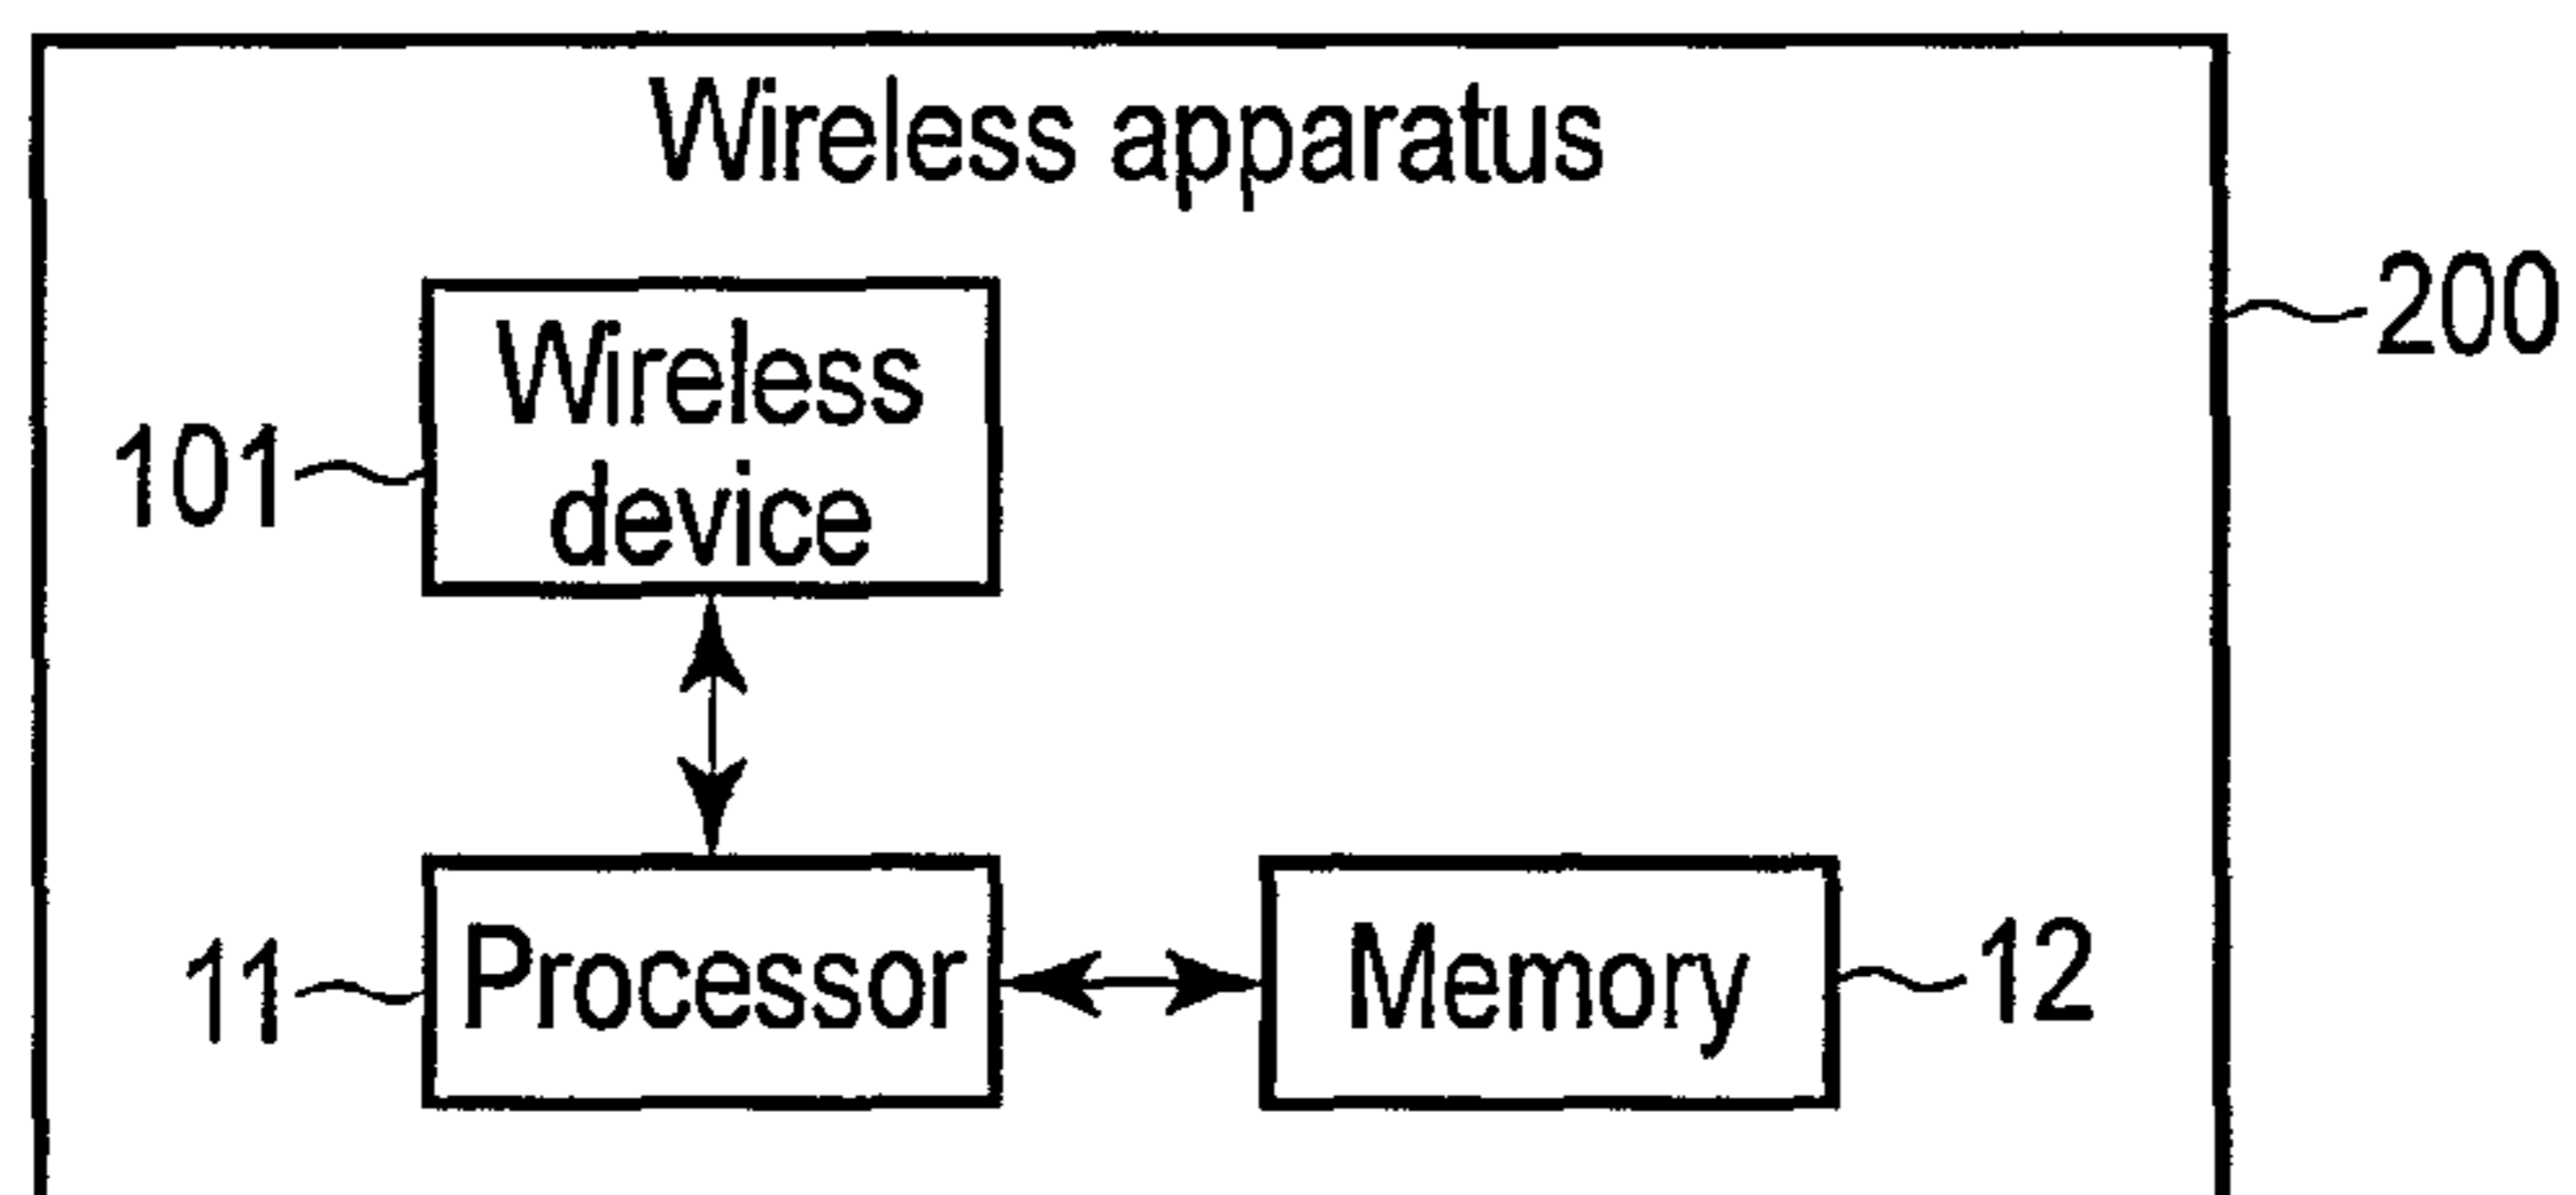 Wireless apparatus
200
Wireless
device
101
11
Processor
Memory
12